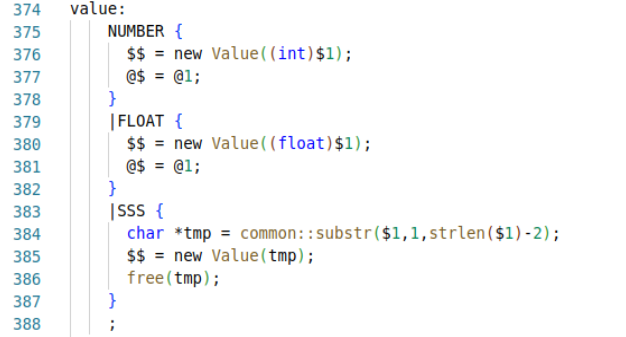 374 value:
375     NUMBER {
376       $$ = new Value((int)$1);
377       @$ = @1;
378     }
379     |FLOAT {
380       $$ = new Value((float)$1);
381       @$ = @1;
382     }
383     |SSS {
384       char *tmp = common::substr($1,1,strlen($1)-2);
385       $$ = new Value(tmp);
386       free(tmp);
387     }
388     ;